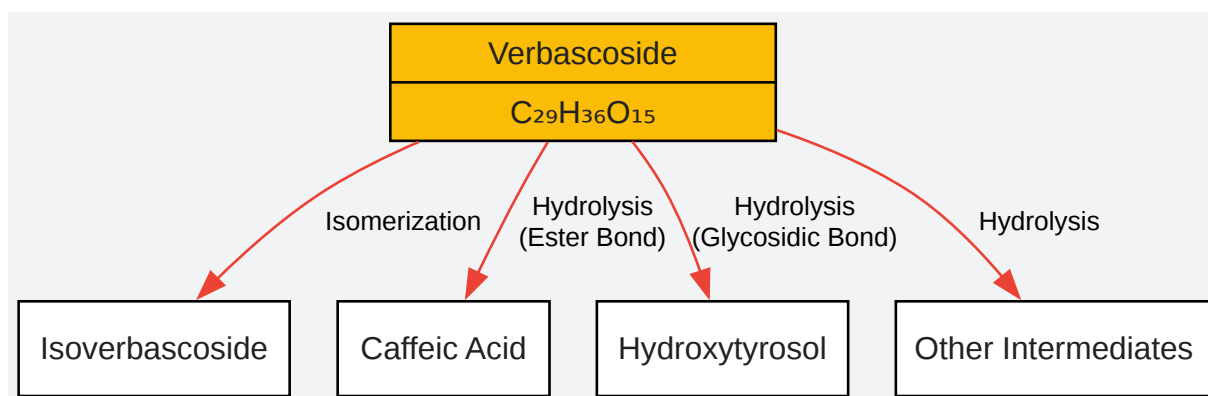 Verbascoside
C₂₉H₃₆O₁₅
Isomerization
Hydrolysis
(Ester Bond)
Hydrolysis
(Glycosidic Bond)
Hydrolysis
Isoverbascoside
Caffeic Acid
Hydroxytyrosol
Other Intermediates